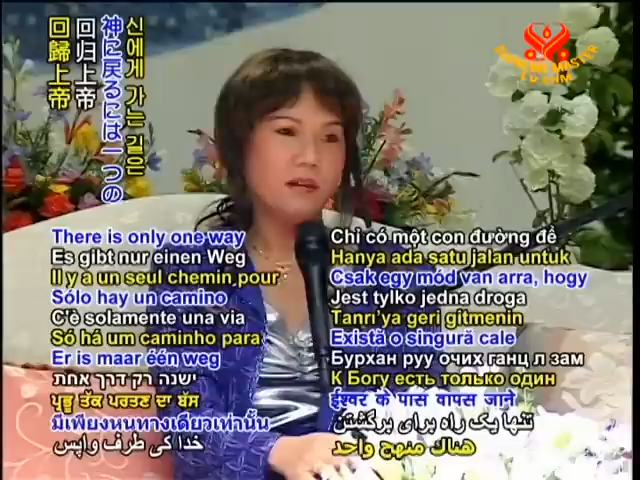 신에게 가는 길은
神に戻るには一つの
回归上帝
回歸上帝
SUPREME MASTER
TV
There is only one way
Es gibt nur einen Weg
Il y a un seul chemin pour
Sólo hay un camino
C'è solamente una via
Só há um caminho para
Er is maar één weg
ישנה רק דרך אחת
ਪ੍ਰਭੂ ਤੱਕ ਪਰਤਣ ਦਾ ਬੱਸ
มีเพียงหนทางเดียวเท่านั้น
خدا کی طرف واپس
Chỉ có một con đường để
Hanya ada satu jalan untuk
Csak egy mód van arra, hogy
Jest tylko jedna droga
Tanrı'ya geri gitmenin
Există o singură cale
Бурхан руу очих ганц л зам
К Богу есть только один
ईश्वर के पास वापस जाने
تنها یک راه برای برگشتن
هناك منهج واحد